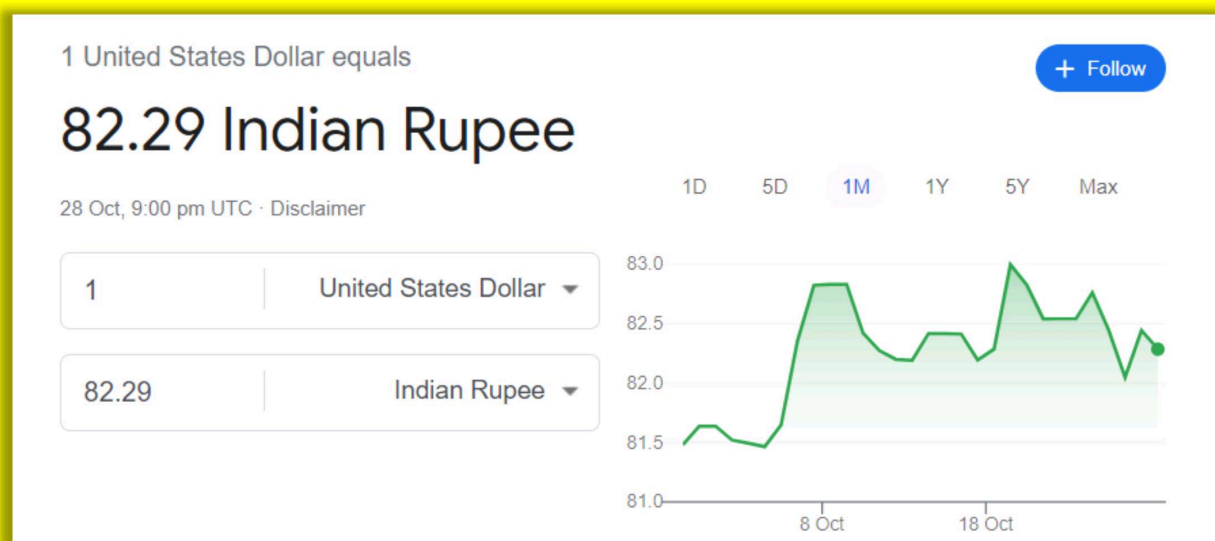 1 United States Dollar equals
+ Follow
82.29 Indian Rupee
28 Oct, 9:00 pm UTC · Disclaimer
1D 5D 1M 1Y 5Y Max
1 United States Dollar
82.29 Indian Rupee
83.0
82.5
82.0
81.5
81.0
8 Oct 18 Oct